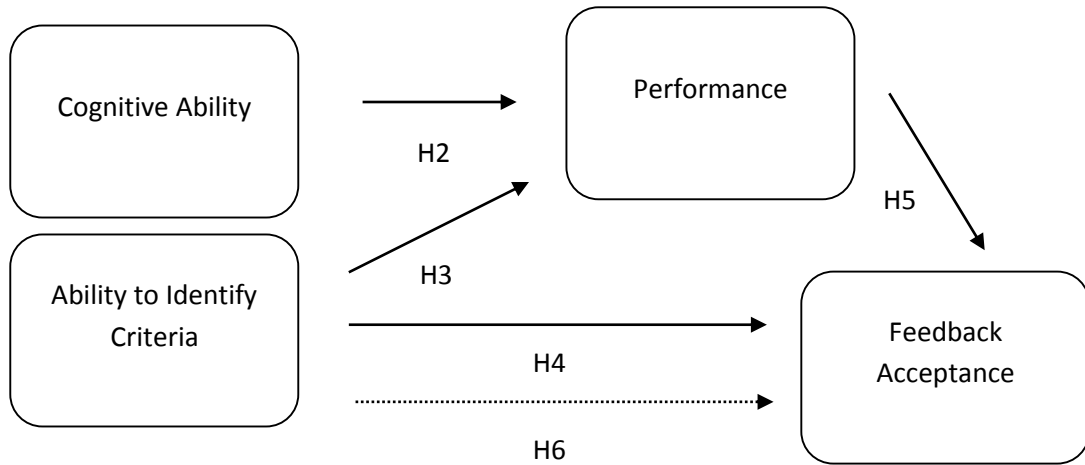 Cognitive Ability
Performance
H2
H5
Ability to Identify
Criteria
H3
H4
Feedback
Acceptance
H6